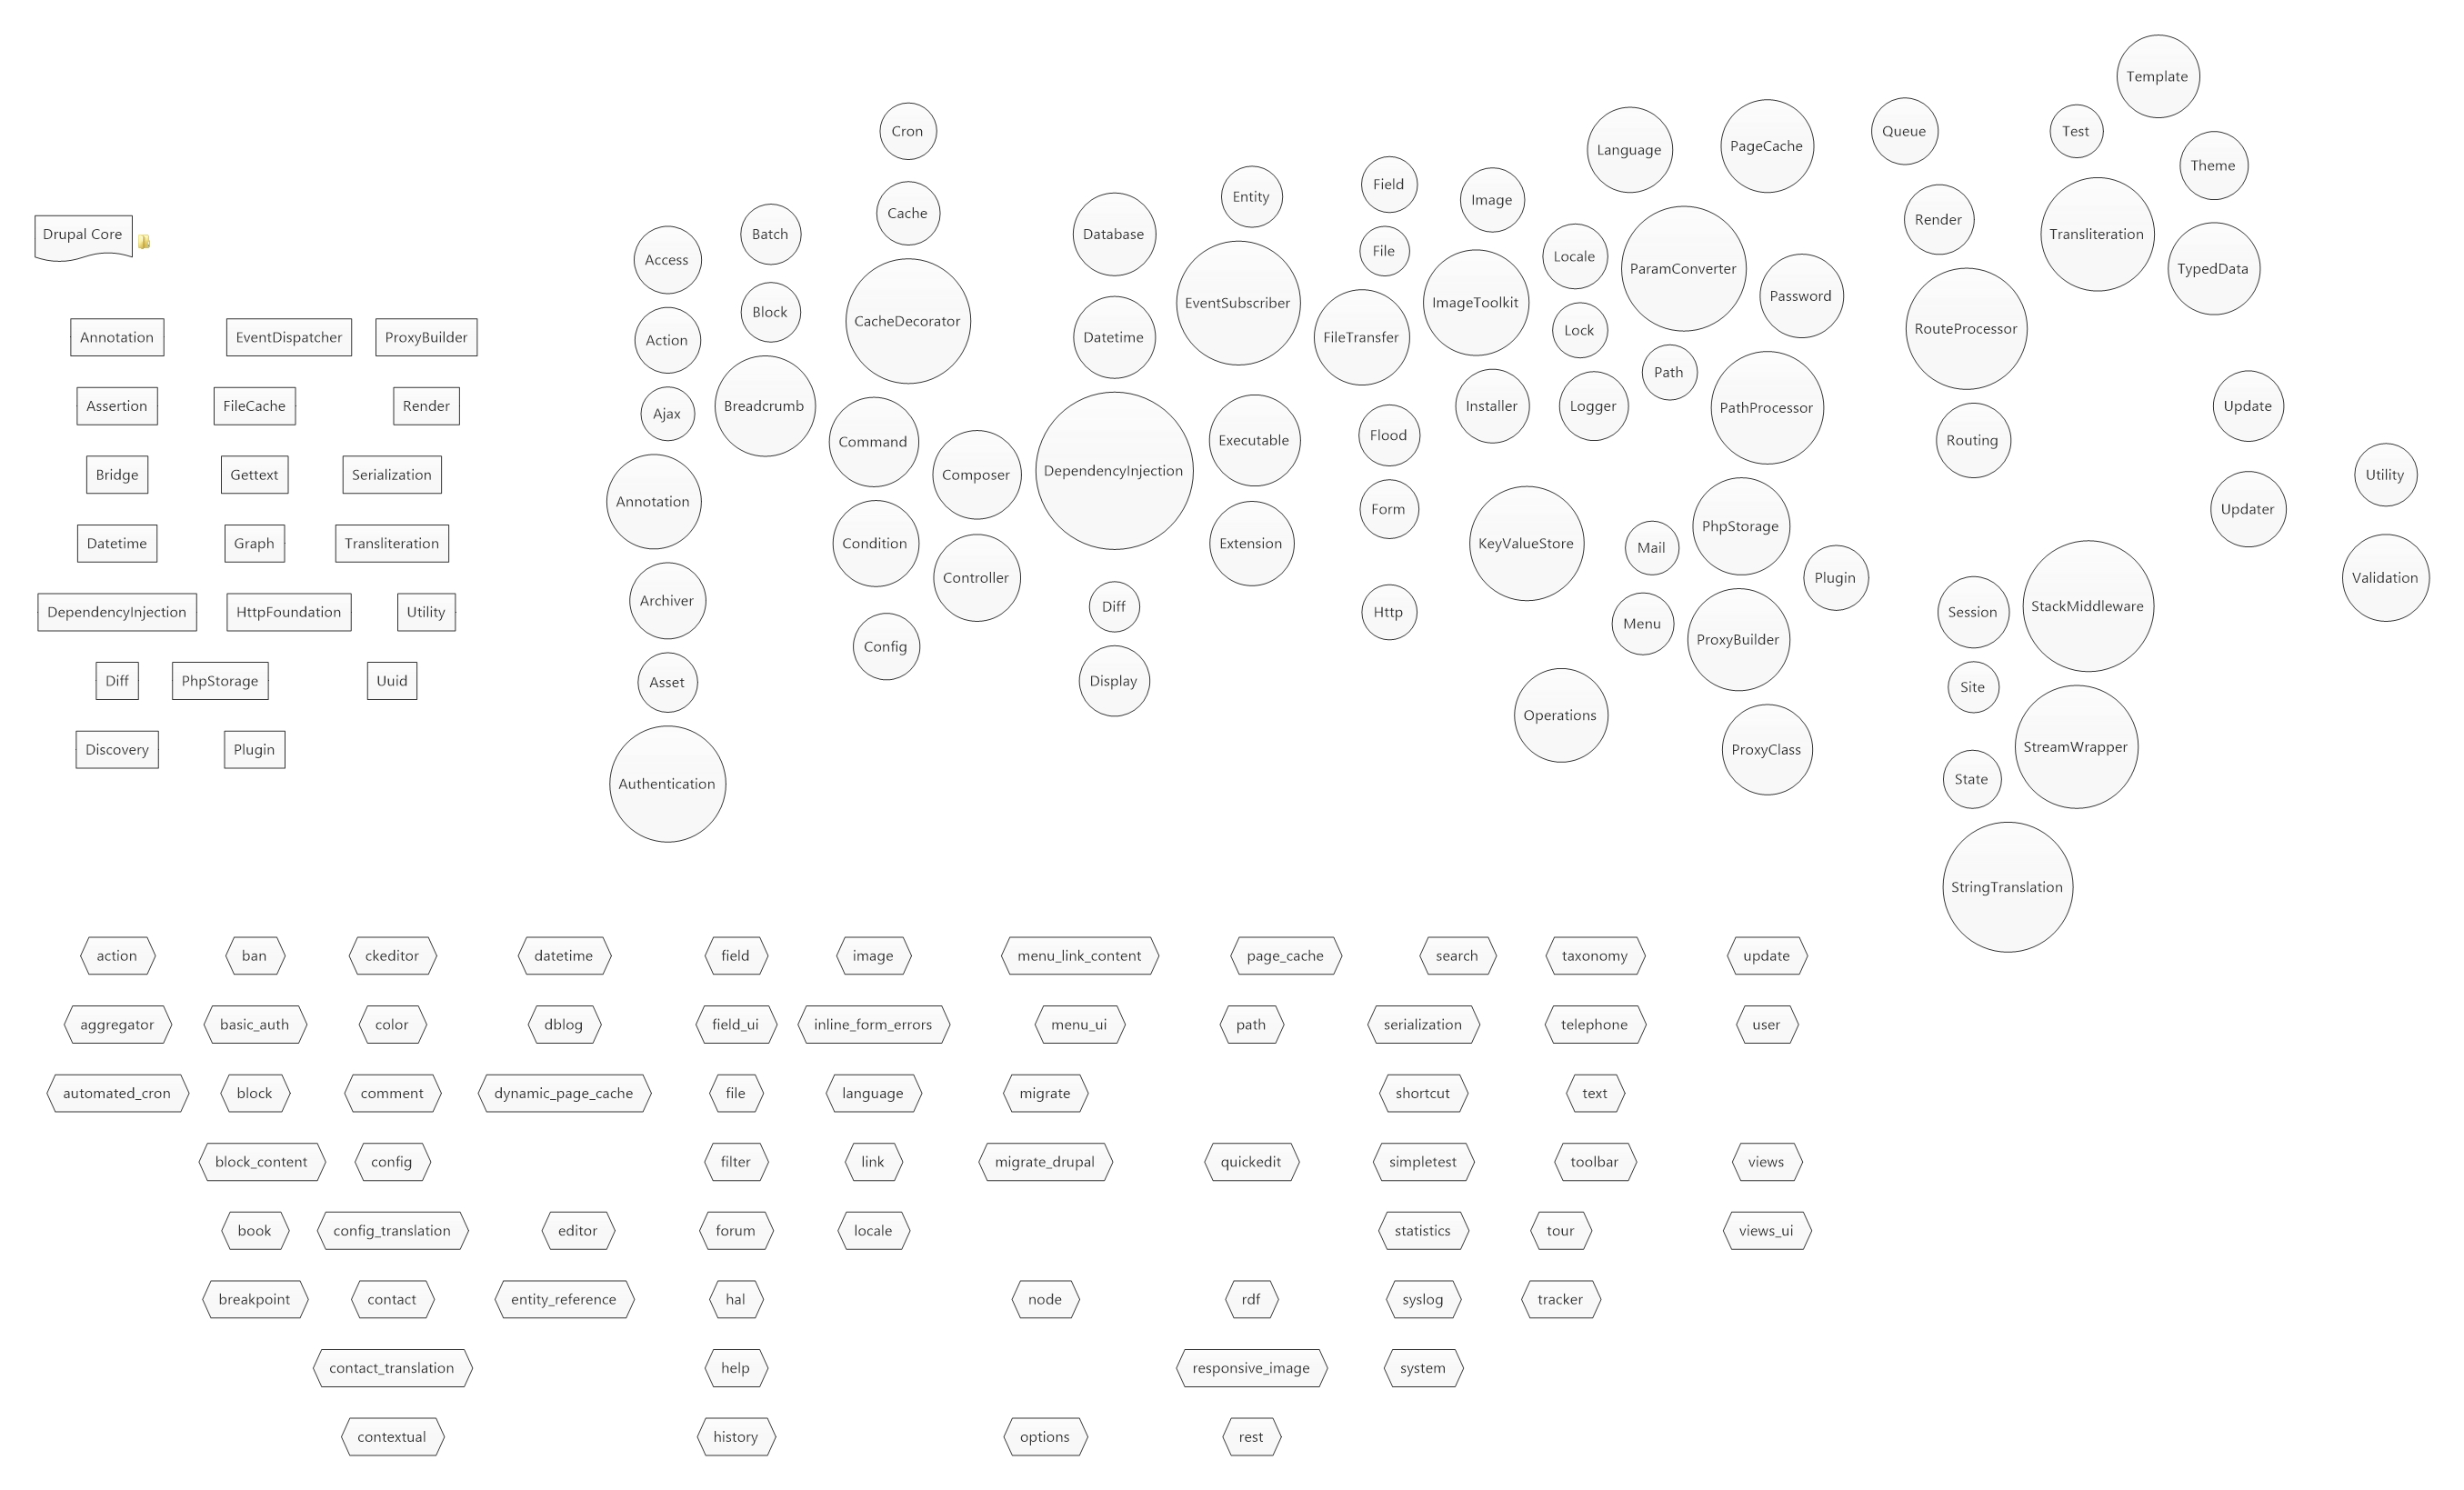 Drupal Core
Annotation
EventDispatcher
ProxyBuilder
Assertion
FileCache
Render
Bridge
Gettext
Serialization
Datetime
Graph
Transliteration
DependencyInjection
HttpFoundation
Utility
Diff
PhpStorage
Uuid
Discovery
Plugin
Access
Action
Ajax
Annotation
Archiver
Asset
Authentication
Batch
Block
Breadcrumb
Cron
Cache
CacheDecorator
Command
Condition
Config
Composer
Controller
Database
Datetime
DependencyInjection
Diff
Display
Entity
EventSubscriber
Executable
Extension
Field
File
FileTransfer
Flood
Form
Http
Image
ImageToolkit
Installer
KeyValueStore
Language
Locale
Lock
Logger
Mail
Menu
Operations
PageCache
ParamConverter
Password
Path
PathProcessor
PhpStorage
Plugin
ProxyBuilder
ProxyClass
Queue
Render
RouteProcessor
Routing
Session
Site
StackMiddleware
StreamWrapper
State
StringTranslation
Template
Test
Theme
Transliteration
TypedData
Update
Updater
Utility
Validation
action
aggregator
automated_cron
ban
basic_auth
block
block_content
book
breakpoint
ckeditor
color
comment
config
config_translation
contact
contact_translation
contextual
datetime
dblog
dynamic_page_cache
editor
entity_reference
field
field_ui
file
filter
forum
hal
help
history
image
inline_form_errors
language
link
locale
menu_link_content
menu_ui
migrate
migrate_drupal
node
options
page_cache
path
quickedit
rdf
responsive_image
rest
search
serialization
shortcut
simpletest
statistics
syslog
system
taxonomy
telephone
text
toolbar
tour
tracker
update
user
views
views_ui